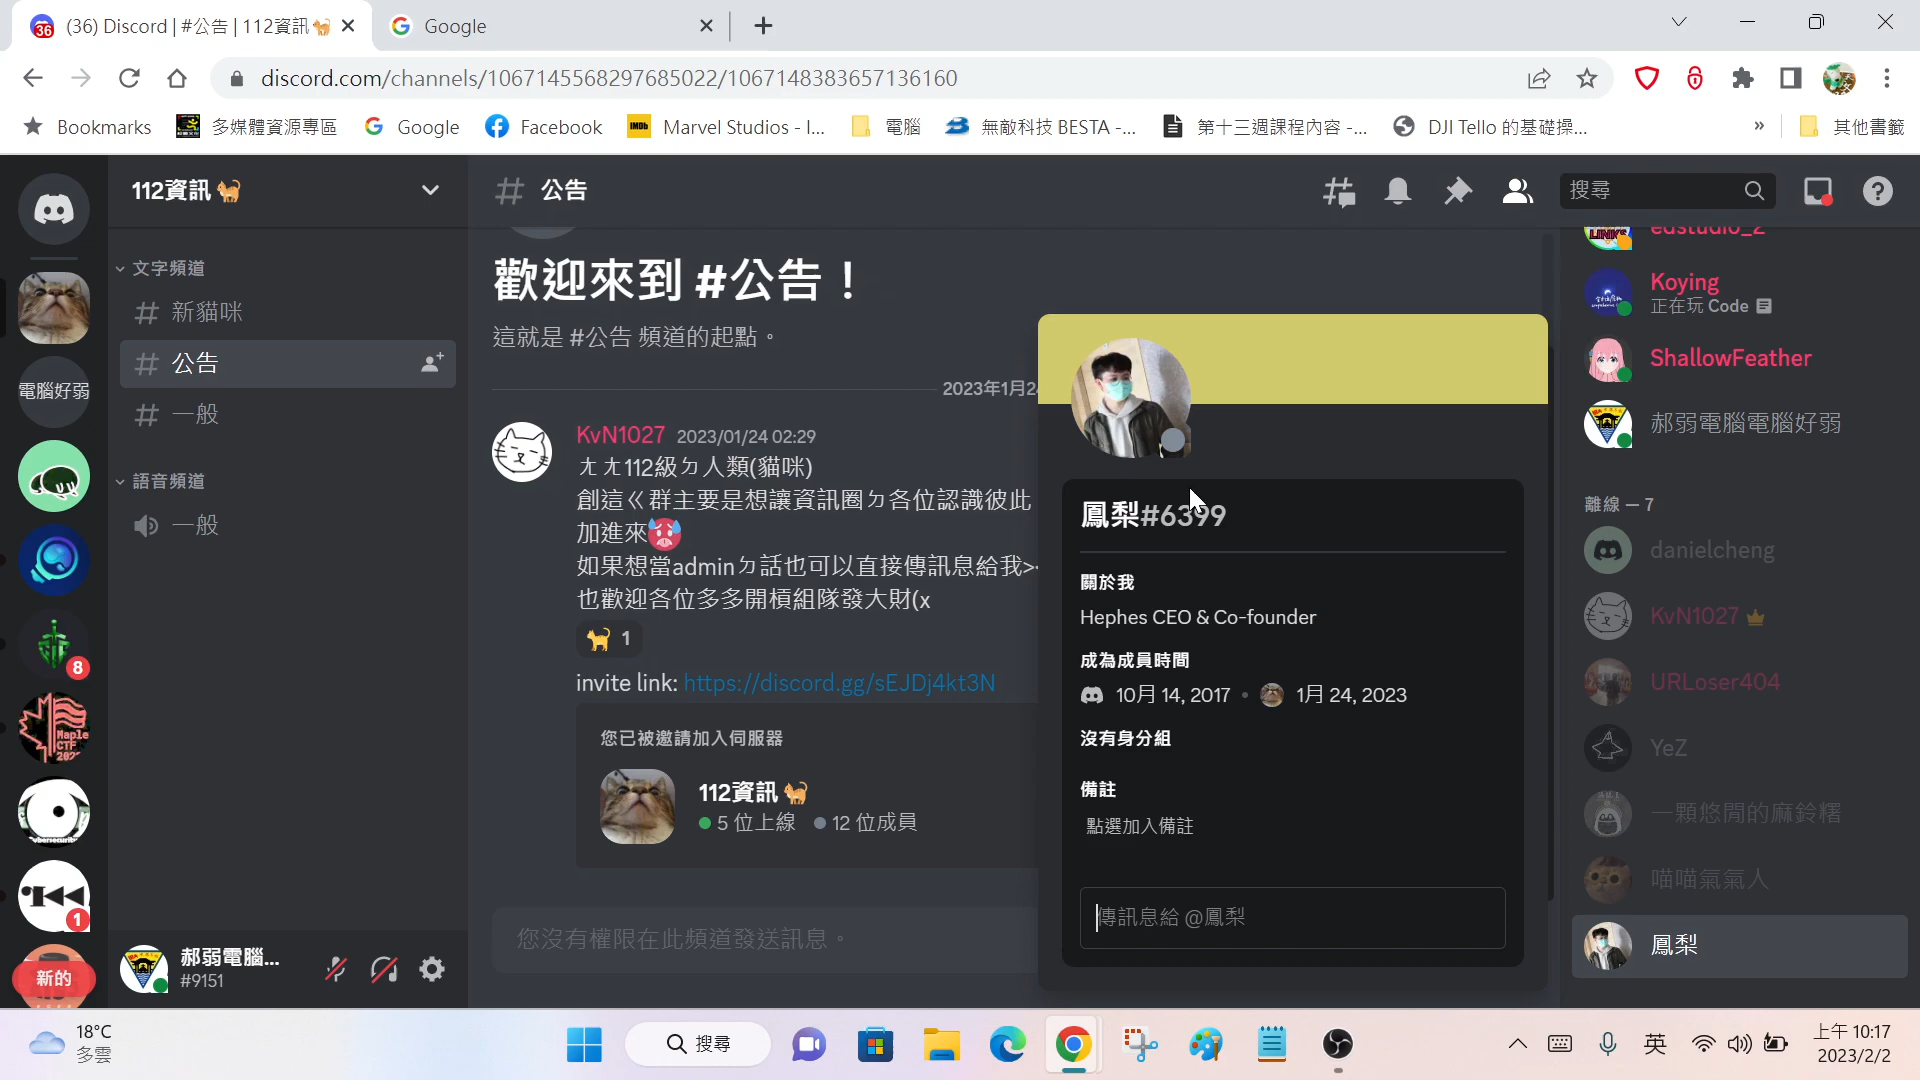 (36) Discord | #公告 | 112資訊🐈
Google
discord.com/channels/1067145568297685022/1067148383657136160
Bookmarks
多媒體資源專區
Google
Facebook
Marvel Studios - I...
電腦
無敵科技 BESTA -...
第十三週課程內容 -...
DJI Tello 的基礎操...
»
其他書籤
112資訊🐈
文字頻道
新貓咪
公告
一般
語音頻道
一般
電腦好弱
8
Maple
CTF
1
新的
郝弱電腦...
#9151
# 公告
搜尋
歡迎來到 #公告！
這就是 #公告 頻道的起點。
2023年1月24
KvN1027 2023/01/24 02:29
ㄤㄤ112級ㄉ人類(貓咪)
創這ㄍ群主要是想讓資訊圈ㄉ各位認識彼此
加進來🥵
如果想當adminㄉ話也可以直接傳訊息給我>
也歡迎各位多多開槓組隊發大財(x
🐈 1
invite link: https://discord.gg/sEJDj4kt3N
您已被邀請加入伺服器
112資訊🐈
5 位上線 12 位成員
您沒有權限在此頻道發送訊息。
鳳梨#6399
關於我
Hephes CEO & Co-founder
成為成員時間
10月 14, 2017 • 1月 24, 2023
沒有身分組
備註
點選加入備註
傳訊息給 @鳳梨
edstudio_2
Koying
正在玩 Code
ShallowFeather
郝弱電腦電腦好弱
離線 — 7
danielcheng
KvN1027
URLoser404
YeZ
一顆悠閒的麻鈴糬
喵喵氣氣人
鳳梨
18°C
多雲
搜尋
英
上午 10:17
2023/2/2